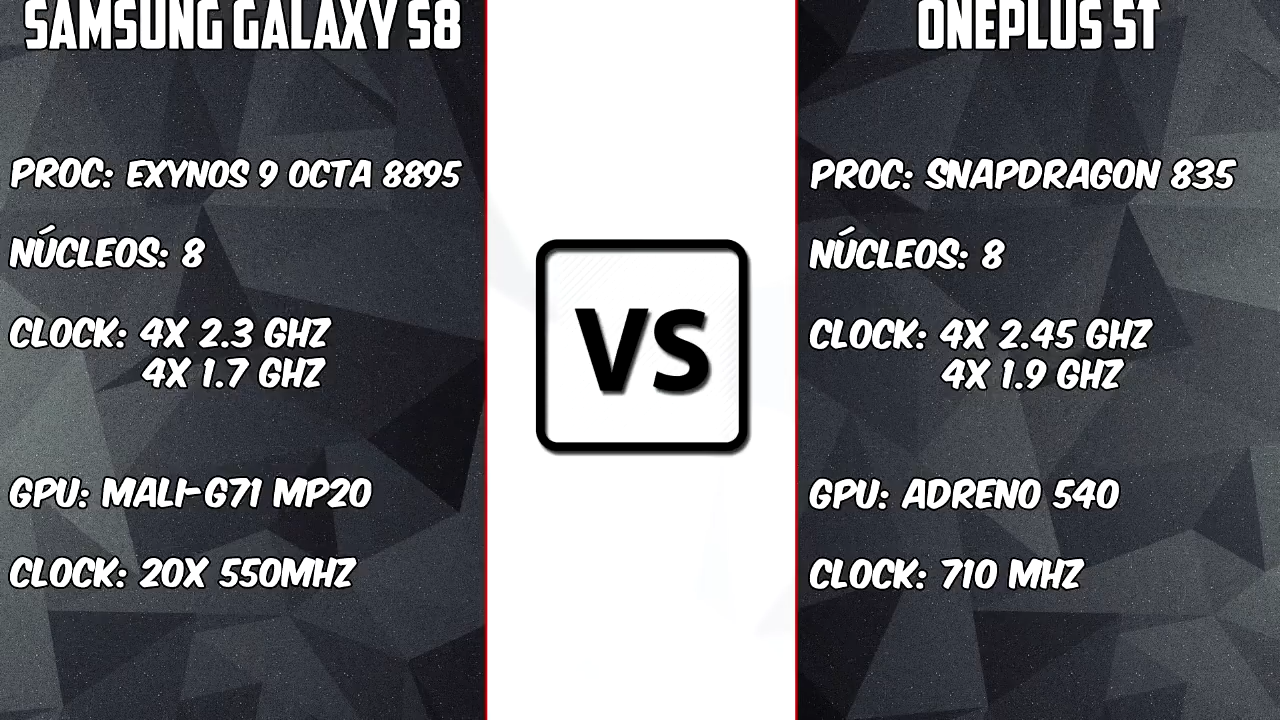 SAMSUNG GALAXY S8
PROC: EXYNOS 9 OCTA 8895
NÚCLEOS: 8
CLOCK: 4X 2.3 GHZ
4X 1.7 GHZ
GPU: MALI-G71 MP20
CLOCK: 20X 550MHZ
VS
ONEPLUS 5T
PROC: SNAPDRAGON 835
NÚCLEOS: 8
CLOCK: 4X 2.45 GHZ
4X 1.9 GHZ
GPU: ADRENO 540
CLOCK: 710 MHZ